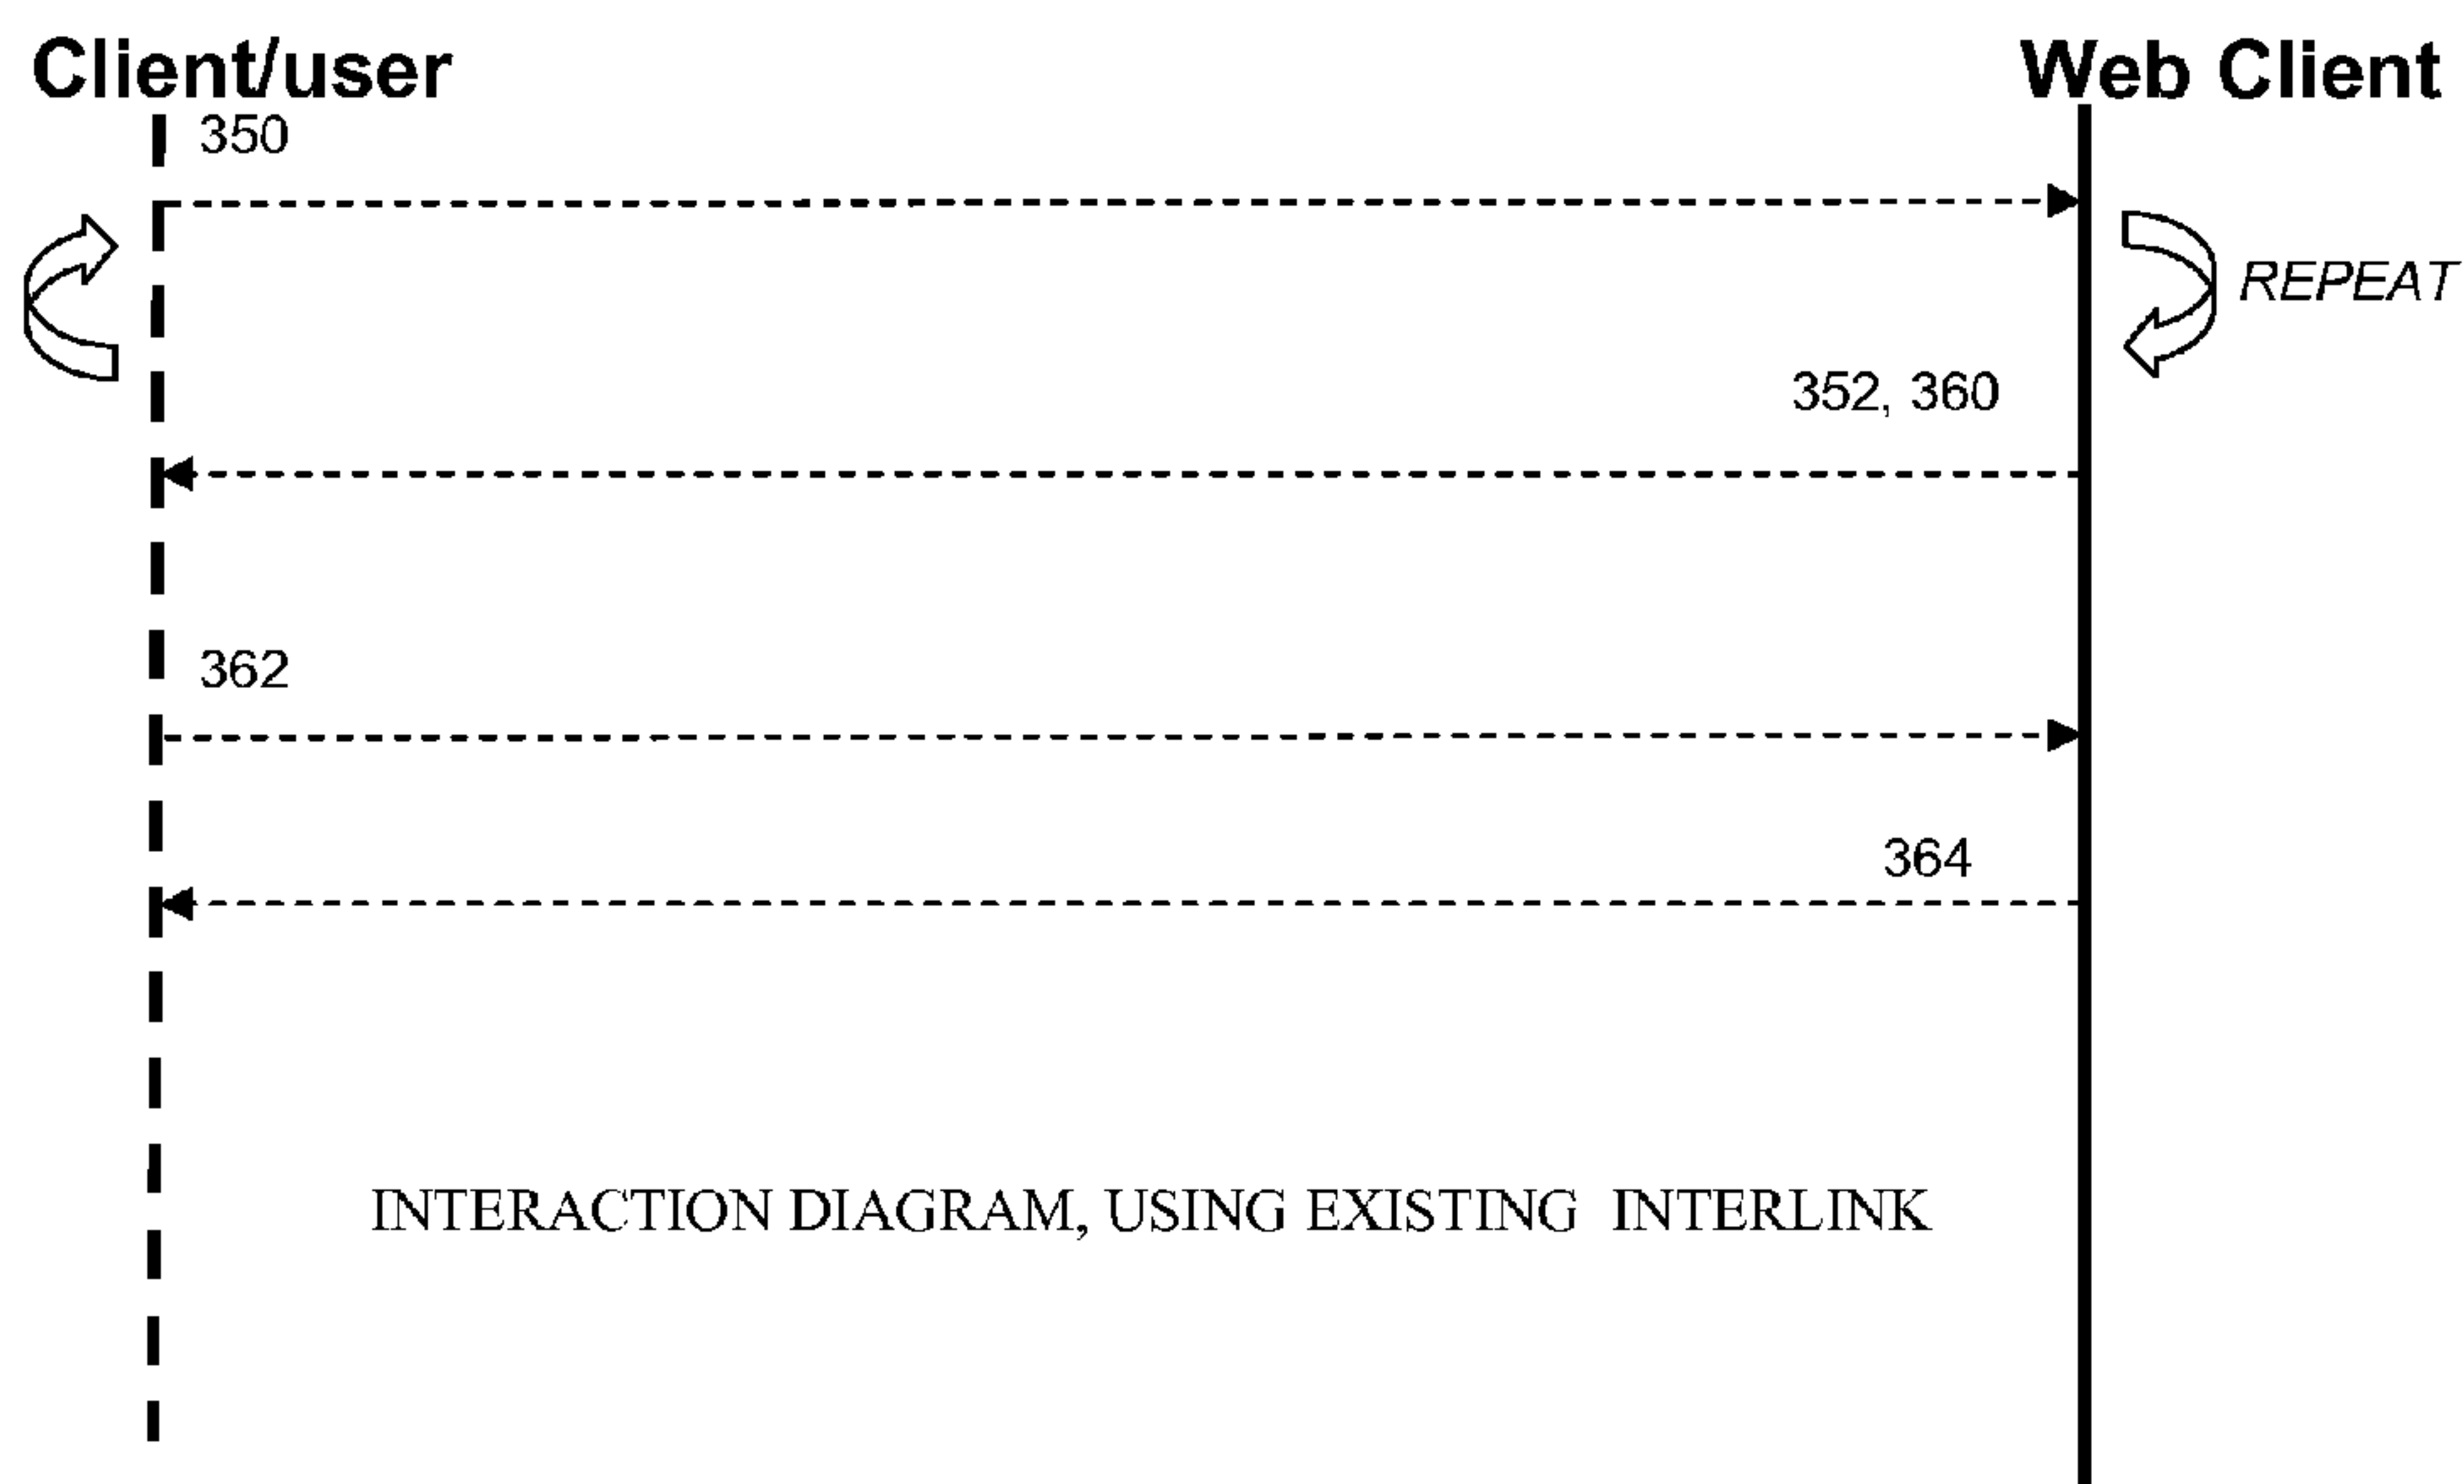 Client/user
Web Client
350
REPEAT
352, 360
362
364
INTERACTION DIAGRAM, USING EXISTING INTERLINK